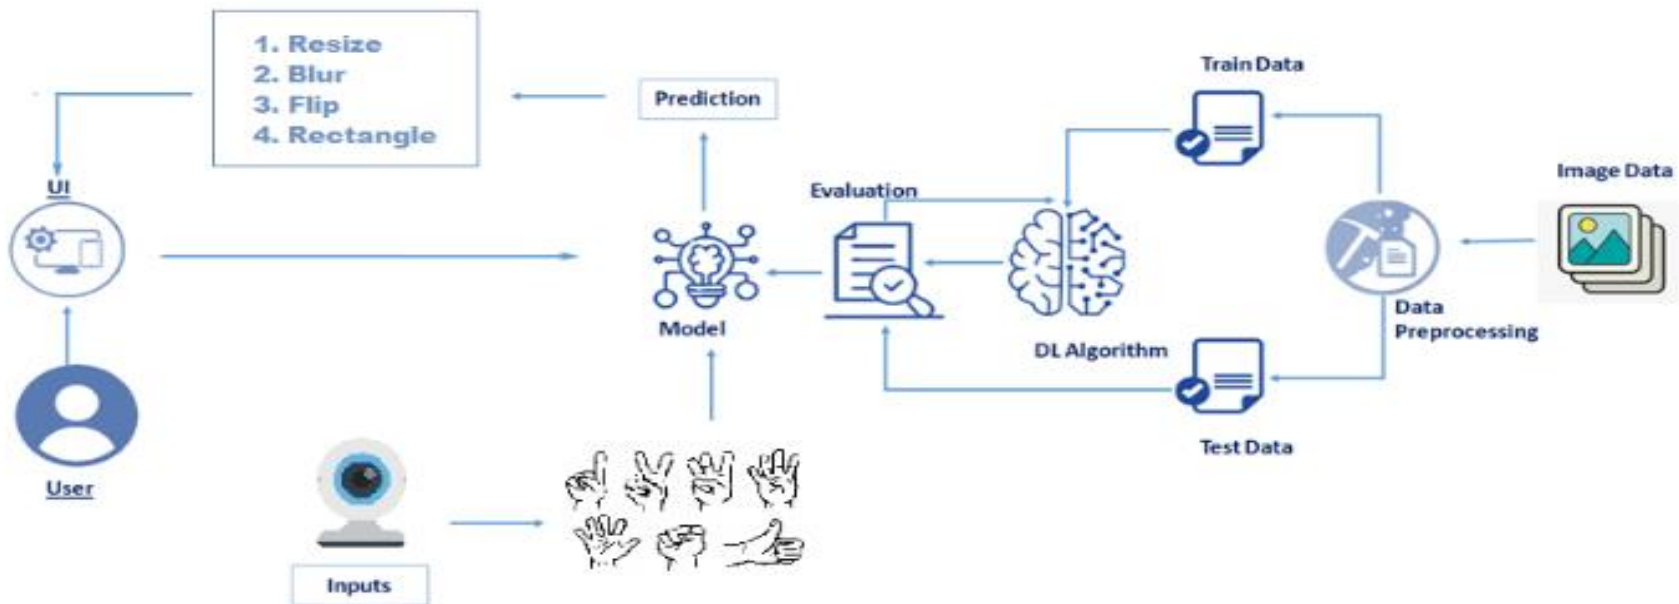 1. Resize
2. Blur
3. Flip
4. Rectangle
Prediction
Train Data
Image Data
UI
Evaluation
Model
Data
Preprocessing
DL Algorithm
Test Data
User
Inputs